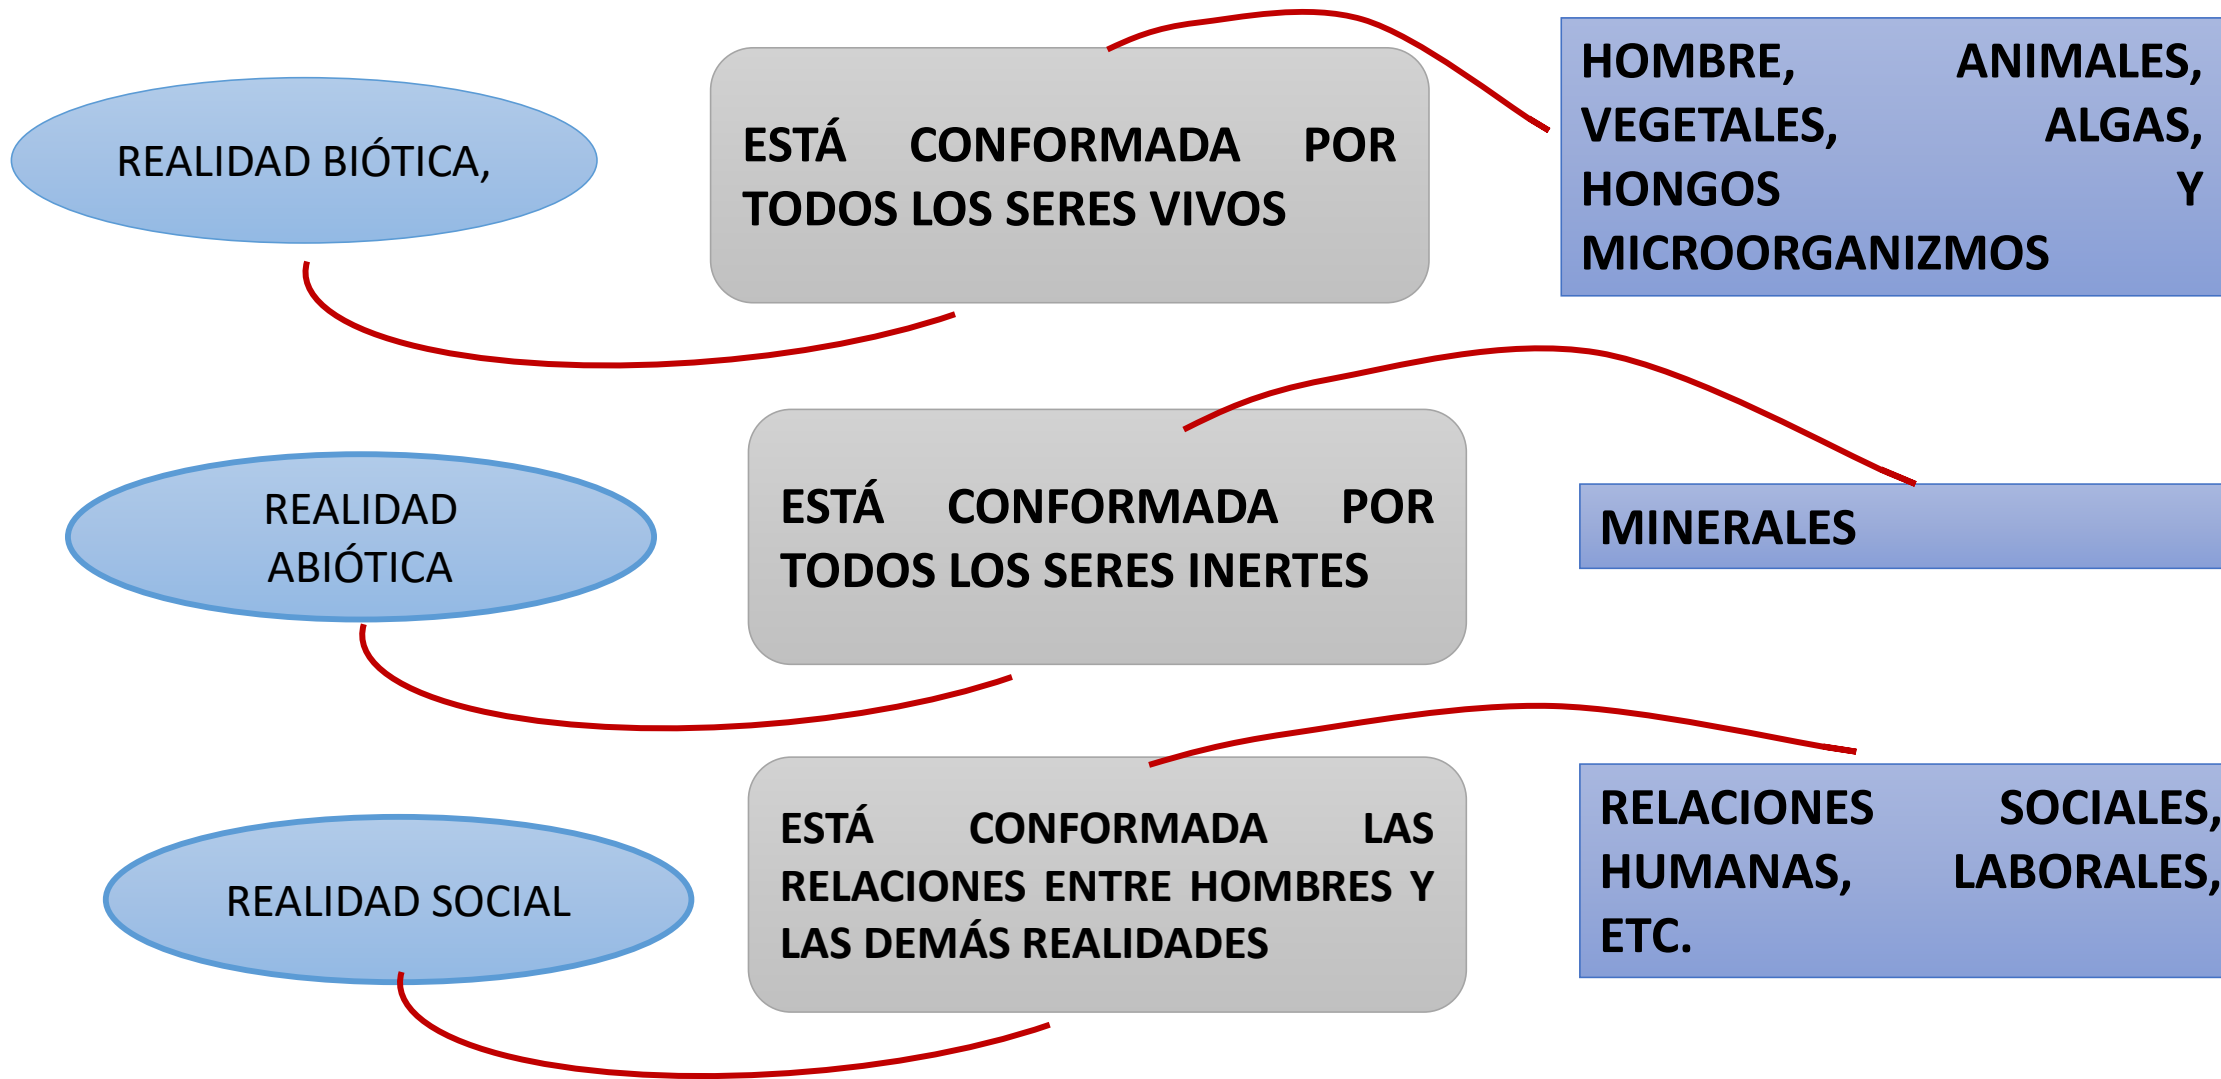 REALIDAD BIÓTICA,
ESTÁ CONFORMADA POR
TODOS LOS SERES VIVOS
HOMBRE, ANIMALES,
VEGETALES, ALGAS,
HONGOS Y
MICROORGANIZMOS
REALIDAD
ABIÓTICA
ESTÁ CONFORMADA POR
TODOS LOS SERES INERTES
MINERALES
REALIDAD SOCIAL
ESTÁ CONFORMADA LAS
RELACIONES ENTRE HOMBRES Y
LAS DEMÁS REALIDADES
RELACIONES SOCIALES,
HUMANAS, LABORALES,
ETC.